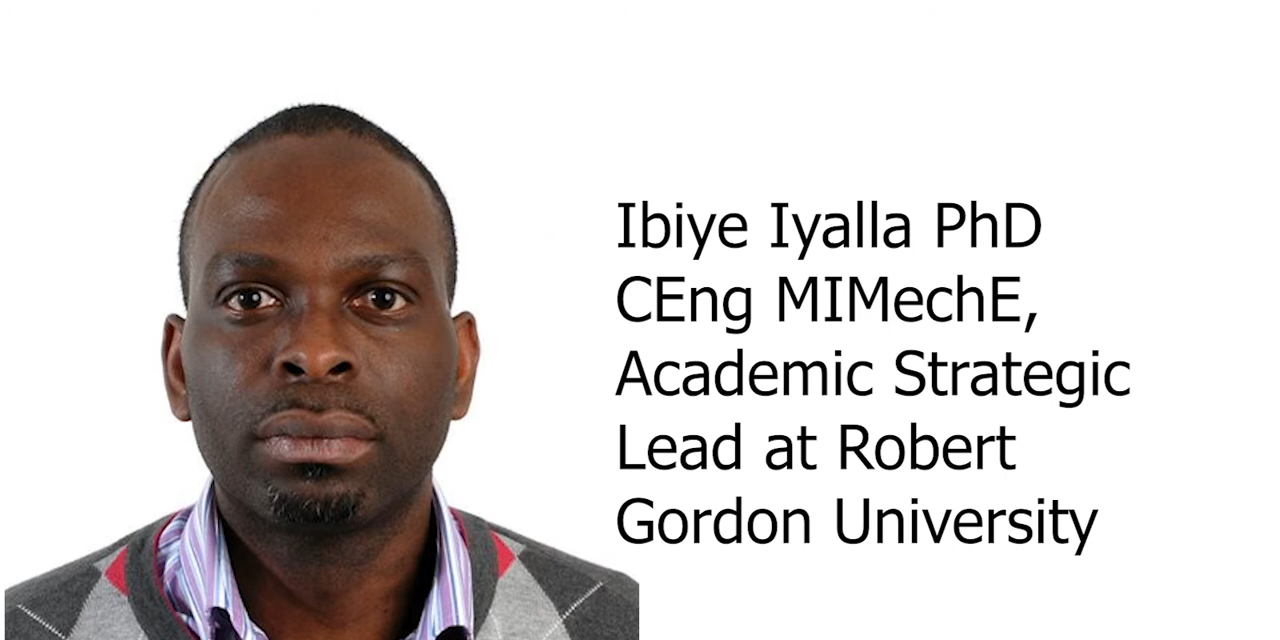 Ibiye Iyalla PhD
CEng MIMechE,
Academic Strategic
Lead at Robert
Gordon University